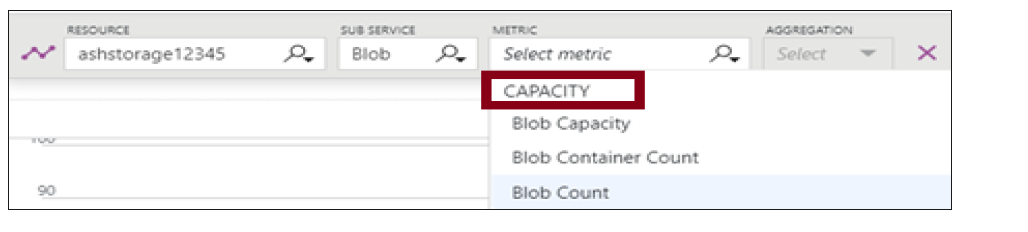 RESOURCE SUB SERVICE METRIC AGGREGATION
ashstorage12345 Blob Select metric Select
CAPACITY
Blob Capacity
Blob Container Count
100
90 Blob Count